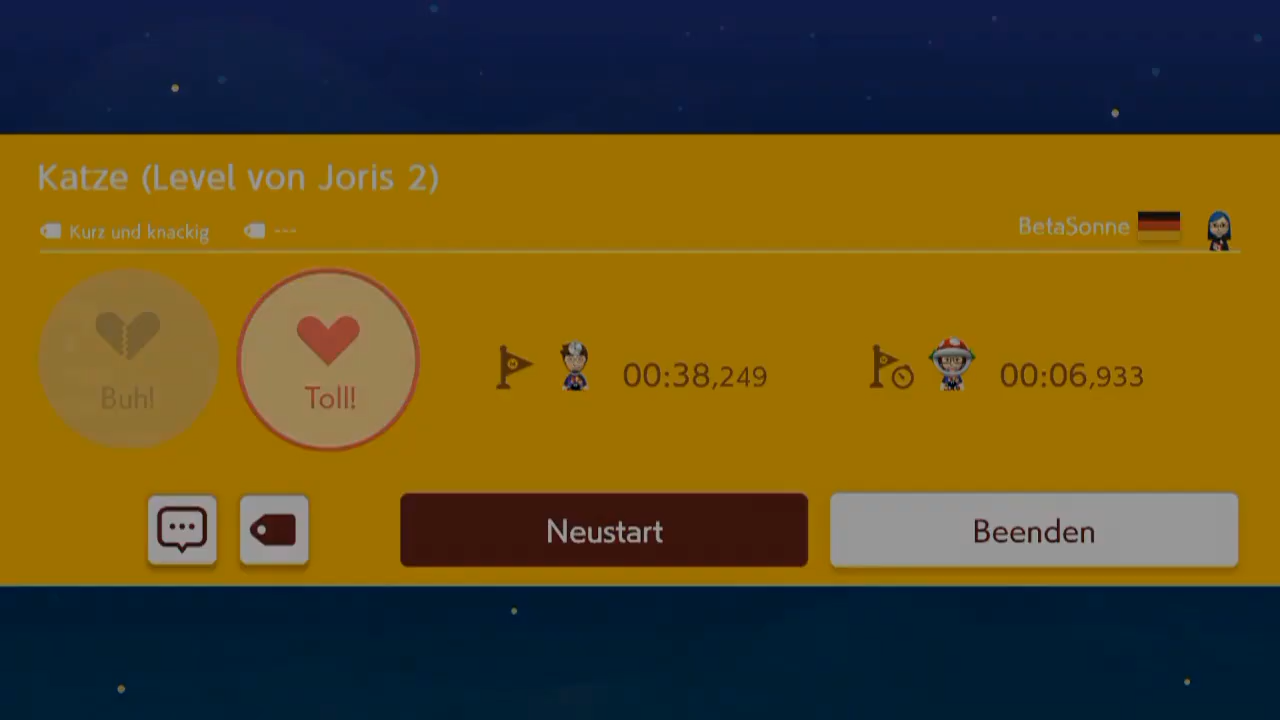 Katze (Level von Joris 2)
Kurz und knackig ---
BetaSonne
Buh!
Toll!
00:38,249
00:06,933
Neustart
Beenden